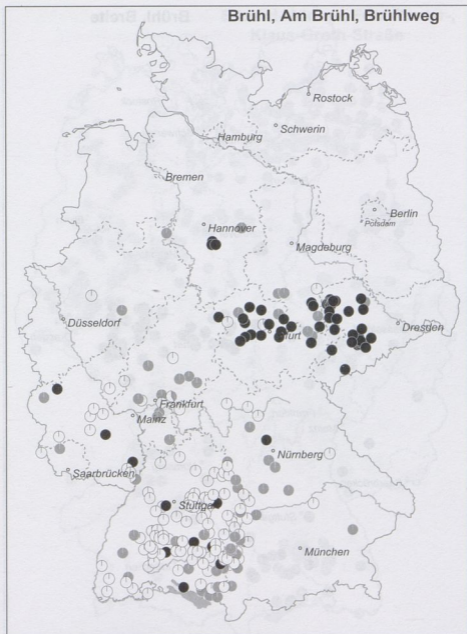 Brühl, Am Brühl, Brühlweg
Rostock
Schwerin
Hamburg
Bremen
Berlin
Potsdam
Hannover
Magdeburg
Düsseldorf
Dresden
Frankfurt
Mainz
Nürnberg
Saarbrücken
München